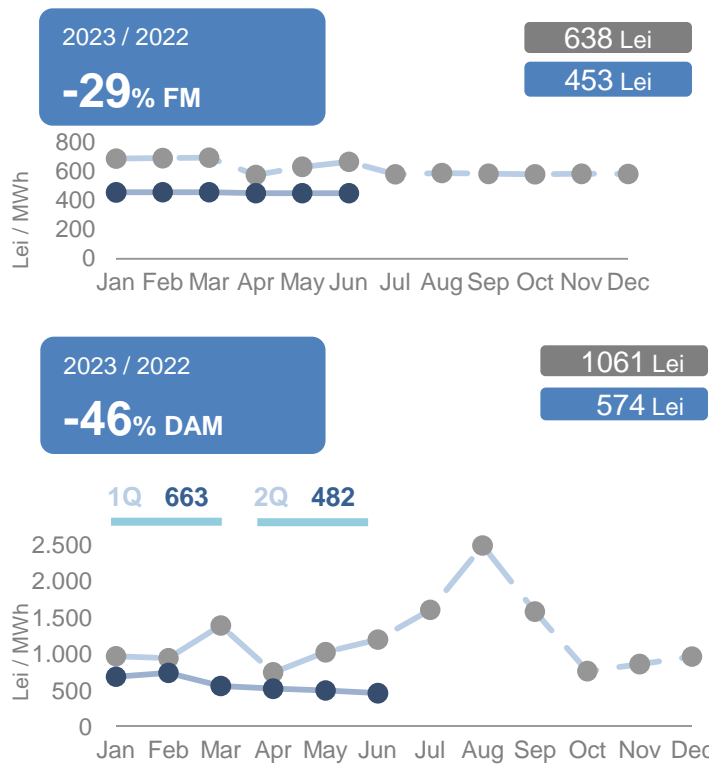 2023 / 2022
-29% FM
638 Lei
453 Lei
Lei / MWh
800
600
400
200
0
Jan Feb Mar Apr May Jun Jul Aug Sep Oct Nov Dec
2023 / 2022
-46% DAM
1061 Lei
574 Lei
1Q 663 2Q 482
Lei / MWh
2.500
2.000
1.500
1.000
500
0
Jan Feb Mar Apr May Jun Jul Aug Sep Oct Nov Dec